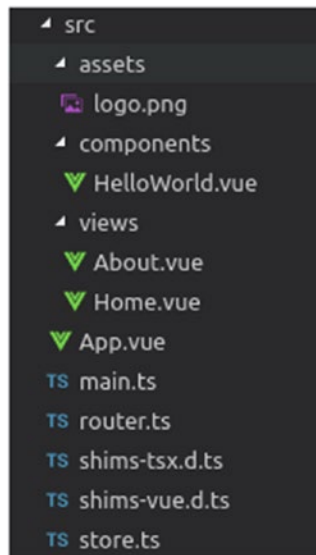 src
assets
logo.png
components
HelloWorld.vue
views
About.vue
Home.vue
App.vue
TS main.ts
TS router.ts
TS shims-tsx.d.ts
TS shims-vue.d.ts
TS store.ts